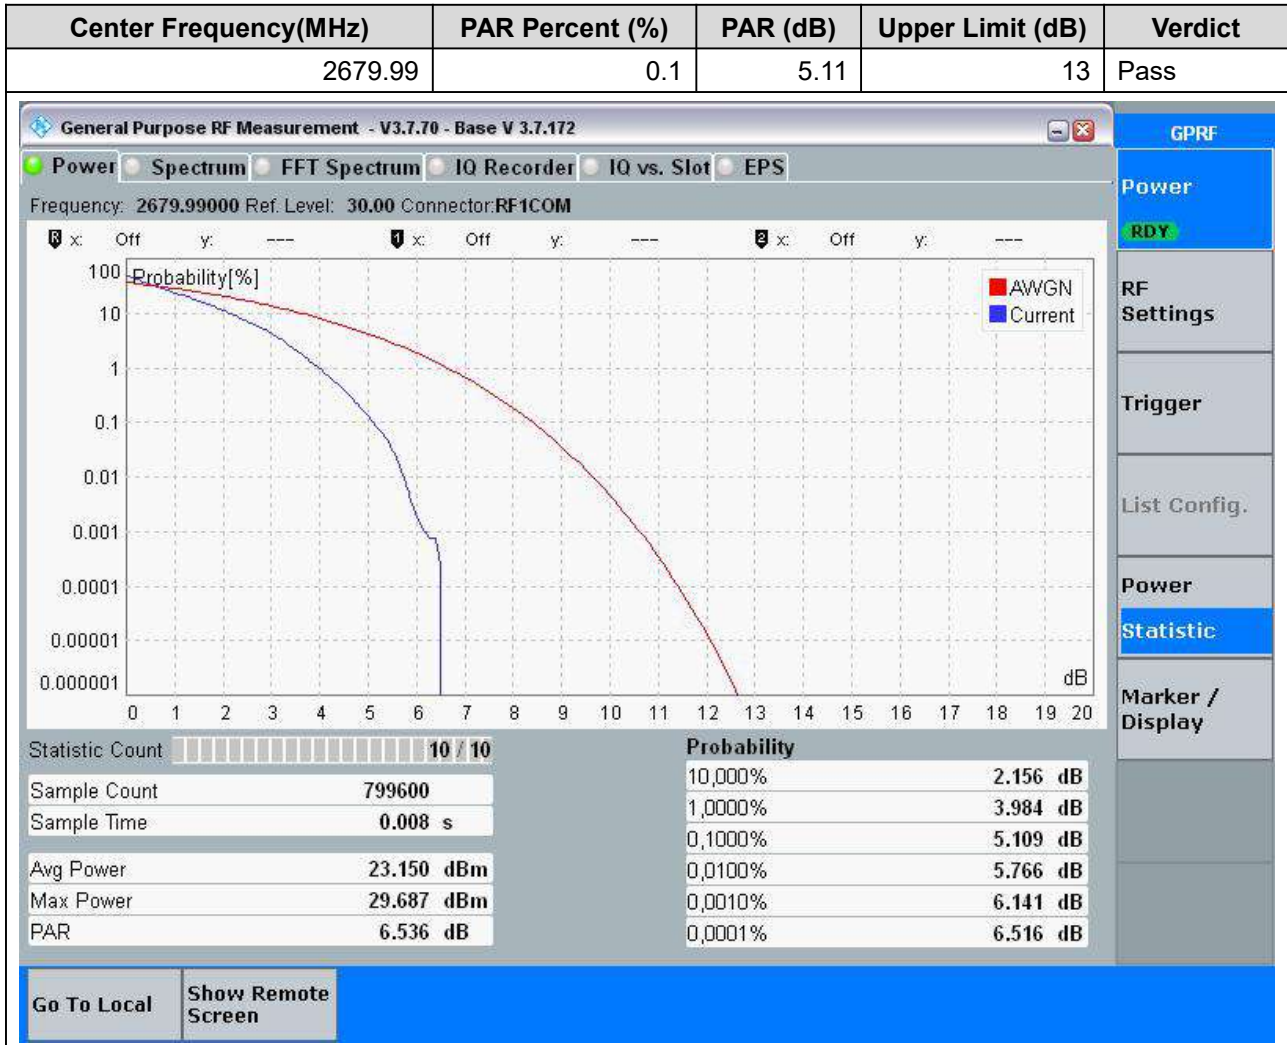 Center Frequency(MHz) PAR Percent (%) PAR (dB) Upper Limit (dB) Verdict
2679.99 0.1 5.11 13 Pass
General Purpose RF Measurement - V3.7.70 - Base V 3.7.172
GPRF
Power Spectrum FFT Spectrum IQ Recorder IQ vs. Slot EPS
Power
RDY
Frequency: 2679.99000 Ref. Level: 30.00 Connector:RF1COM
R x: Off y: --- 1 x: Off y: --- 2 x: Off y: ---
Probability[%]
AWGN
Current
100
10
1
0.1
0.01
0.001
0.0001
0.00001
0.000001
dB
0 1 2 3 4 5 6 7 8 9 10 11 12 13 14 15 16 17 18 19 20
RF
Settings
Trigger
List Config.
Power
Statistic
Marker /
Display
Statistic Count 10 / 10
Sample Count 799600
Sample Time 0.008 s
Avg Power 23.150 dBm
Max Power 29.687 dBm
PAR 6.536 dB
Probability
10,000% 2.156 dB
1,0000% 3.984 dB
0,1000% 5.109 dB
0,0100% 5.766 dB
0,0010% 6.141 dB
0,0001% 6.516 dB
Go To Local
Show Remote
Screen